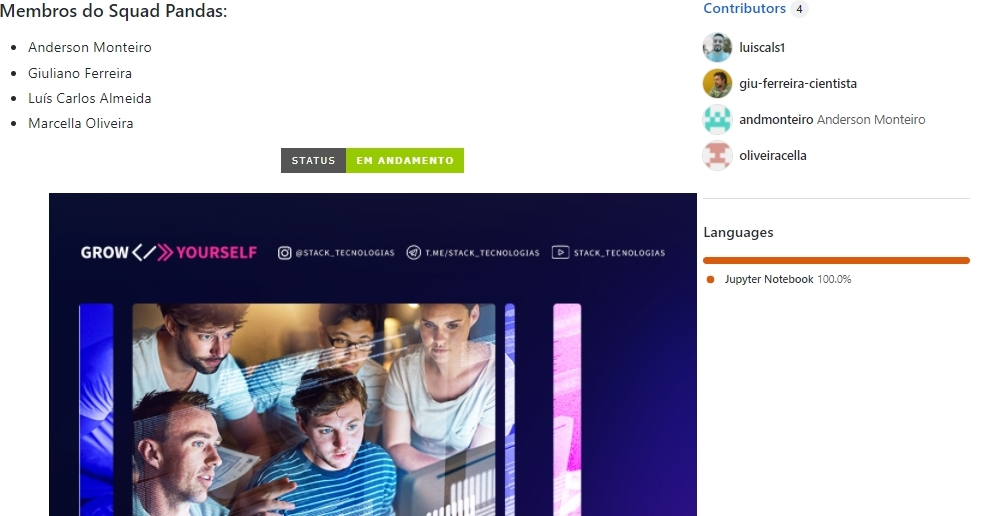 Membros do Squad Pandas:
Anderson Monteiro
Giuliano Ferreira
Luís Carlos Almeida
Marcella Oliveira
STATUS EM ANDAMENTO
GROW </> YOURSELF
@STACK_TECNOLOGIAS
T.ME/STACK_TECNOLOGIAS
STACK_TECNOLOGIAS
Contributors 4
luiscals1
giu-ferreira-cientista
andmonteiro Anderson Monteiro
oliveiracella
Languages
Jupyter Notebook 100.0%